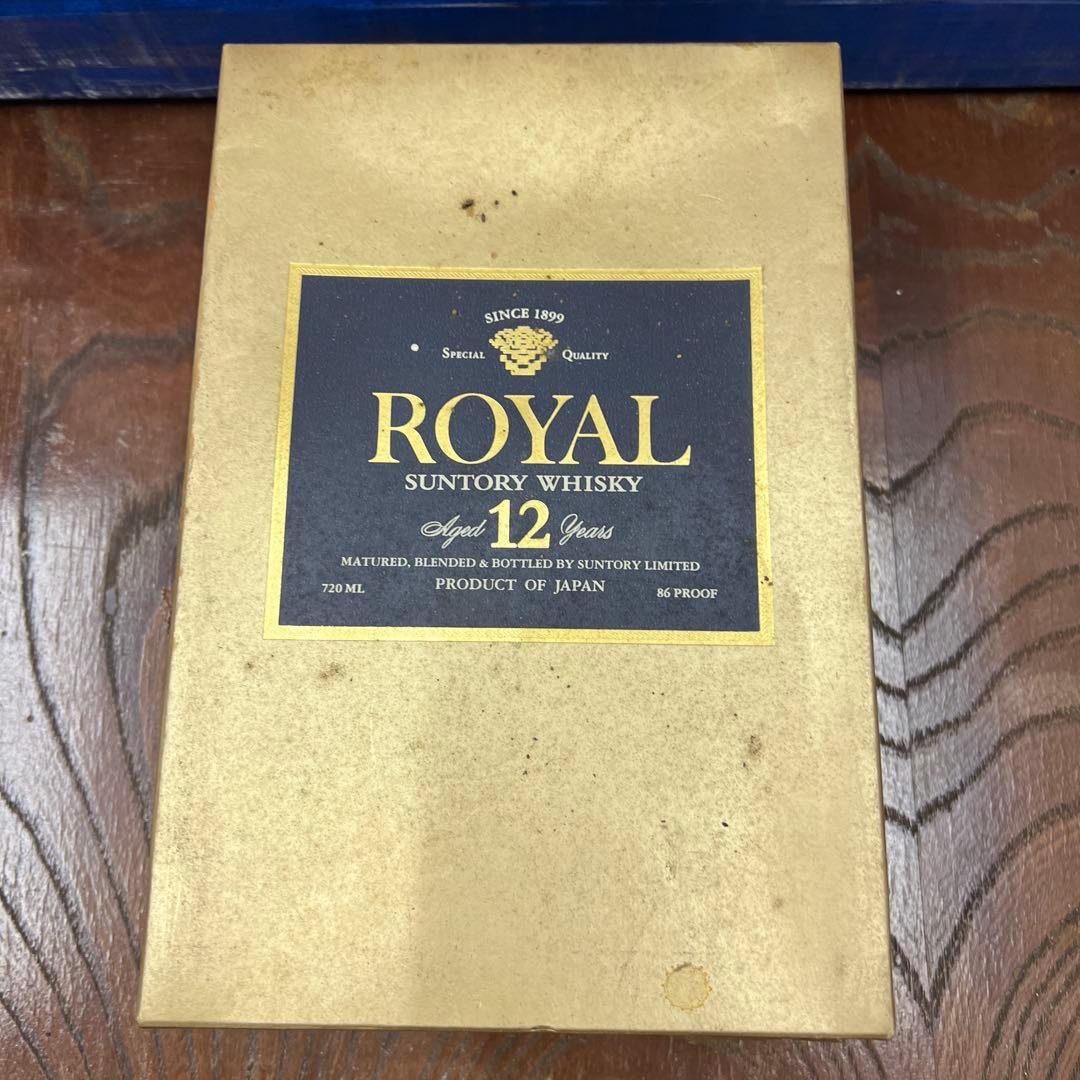 SINCE 1899
SPECIAL QUALITY
ROYAL
SUNTORY WHISKY
Aged 12 Years
MATURED, BLENDED & BOTTLED BY SUNTORY LIMITED
720 ML PRODUCT OF JAPAN 86 PROOF